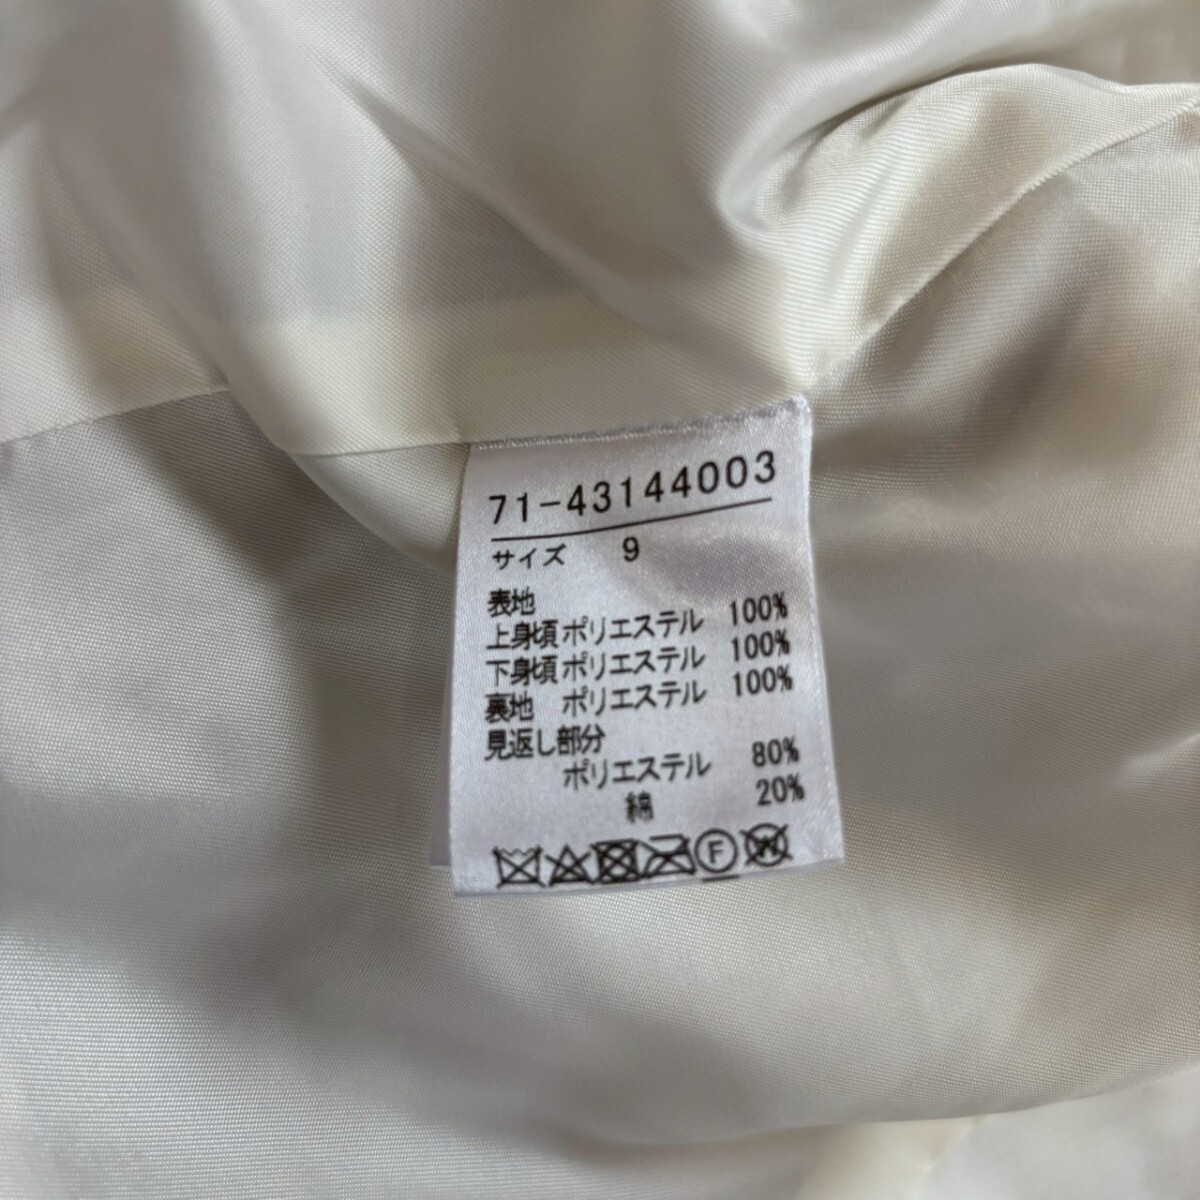 71-43144003
サイズ 9
表地
上身頃 ポリエステル 100%
下身頃 ポリエステル 100%
裏地 ポリエステル 100%
見返し部分
ポリエステル 80%
綿 20%
F W